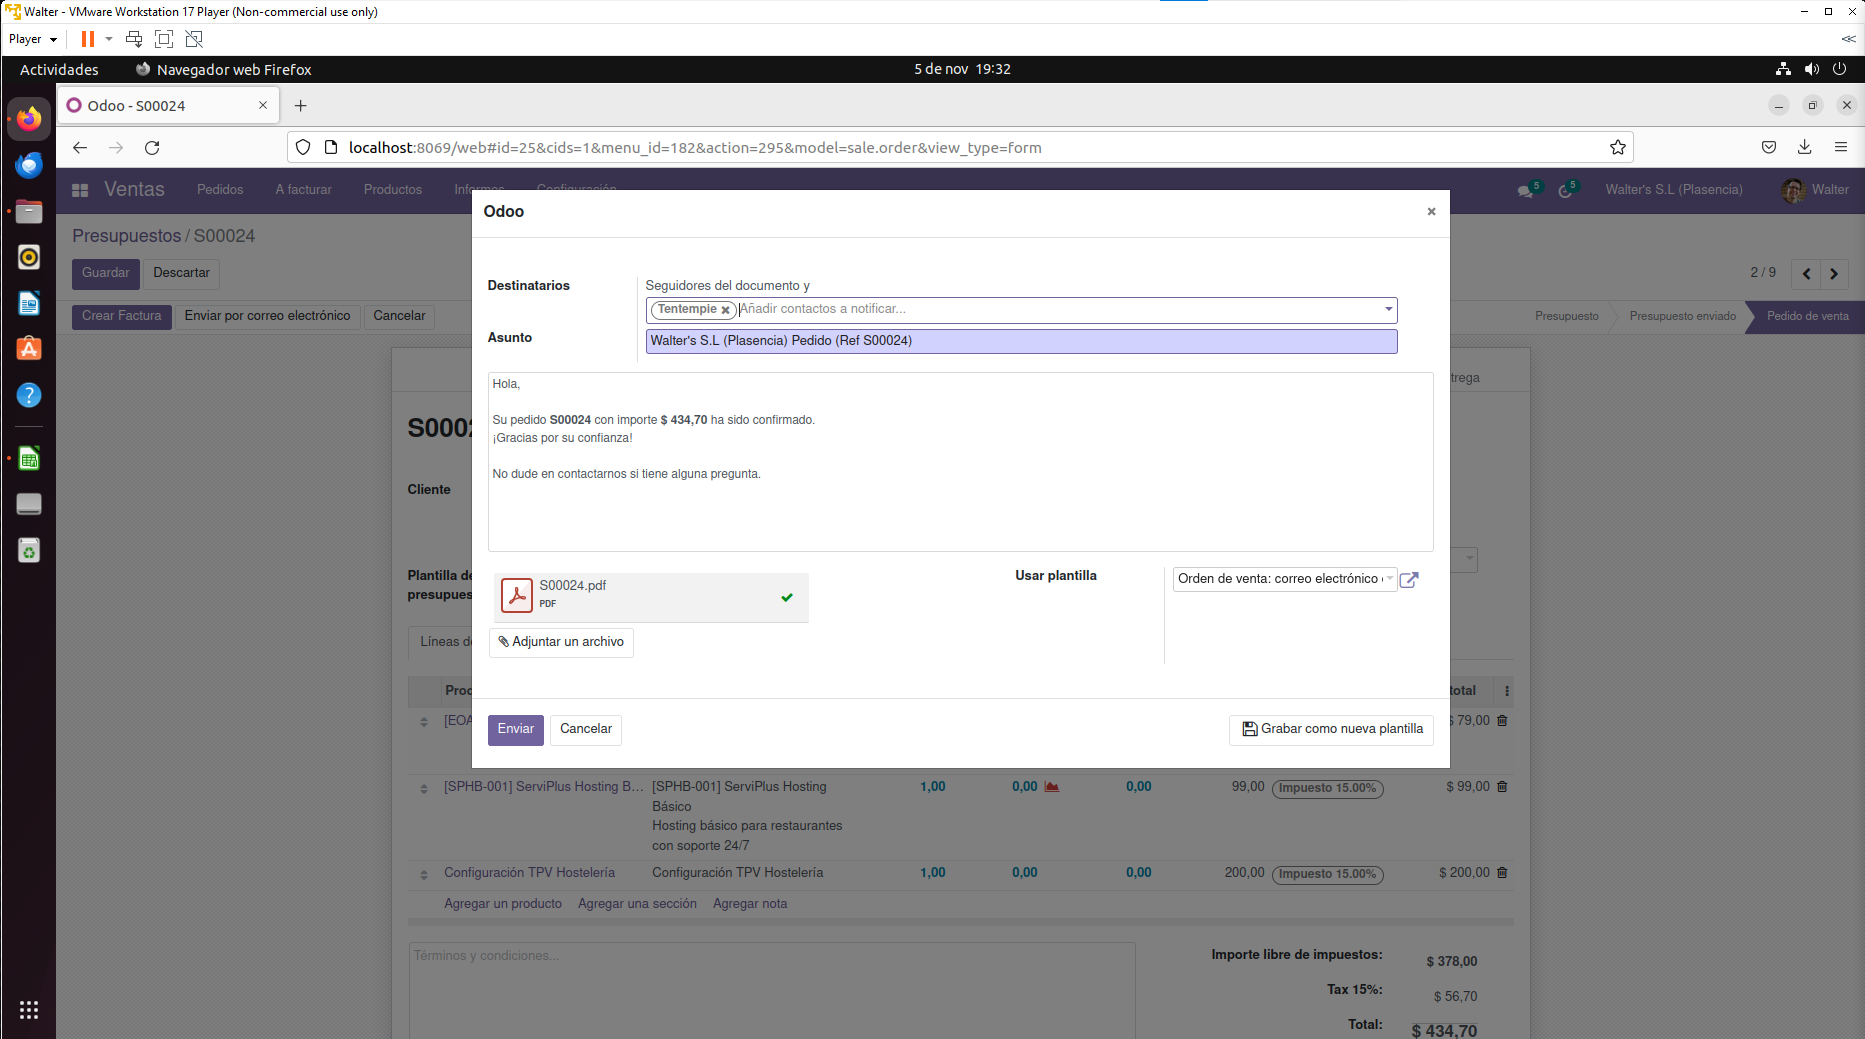 Walter - VMware Workstation 17 Player (Non-commercial use only)
Player
Actividades
Navegador web Firefox
5 de nov 19:32
Odoo - S00024
localhost:8069/web#id=25&cids=1&menu_id=182&action=295&model=sale.order&view_type=form
Ventas
Pedidos
A facturar
Productos
Informes
Configuración
5
5
Walter's S.L (Plasencia)
Walter
Odoo
Presupuestos / S00024
Guardar
Descartar
2 / 9
Crear Factura
Enviar por correo electrónico
Cancelar
Presupuesto
Presupuesto enviado
Pedido de venta
Destinatarios
Seguidores del documento y
Tentempie
Añadir contactos a notificar...
Asunto
Walter's S.L (Plasencia) Pedido (Ref S00024)
trega
Hola,
Su pedido S00024 con importe $ 434,70 ha sido confirmado.
¡Gracias por su confianza!
No dude en contactarnos si tiene alguna pregunta.
S0002
Cliente
Plantilla de
presupues
S00024.pdf
PDF
Usar plantilla
Orden de venta: correo electrónico
Adjuntar un archivo
Líneas de
Enviar
Cancelar
Grabar como nueva plantilla
Proc
total
[EOA
$ 79,00
[SPHB-001] ServiPlus Hosting B...
[SPHB-001] ServiPlus Hosting
Básico
Hosting básico para restaurantes
con soporte 24/7
1,00
0,00
0,00
99,00
Impuesto 15.00%
$ 99,00
Configuración TPV Hostelería
Configuración TPV Hostelería
1,00
0,00
0,00
200,00
Impuesto 15.00%
$ 200,00
Agregar un producto
Agregar una sección
Agregar nota
Términos y condiciones...
Importe libre de impuestos:
$ 378,00
Tax 15%:
$ 56,70
Total:
$ 434,70